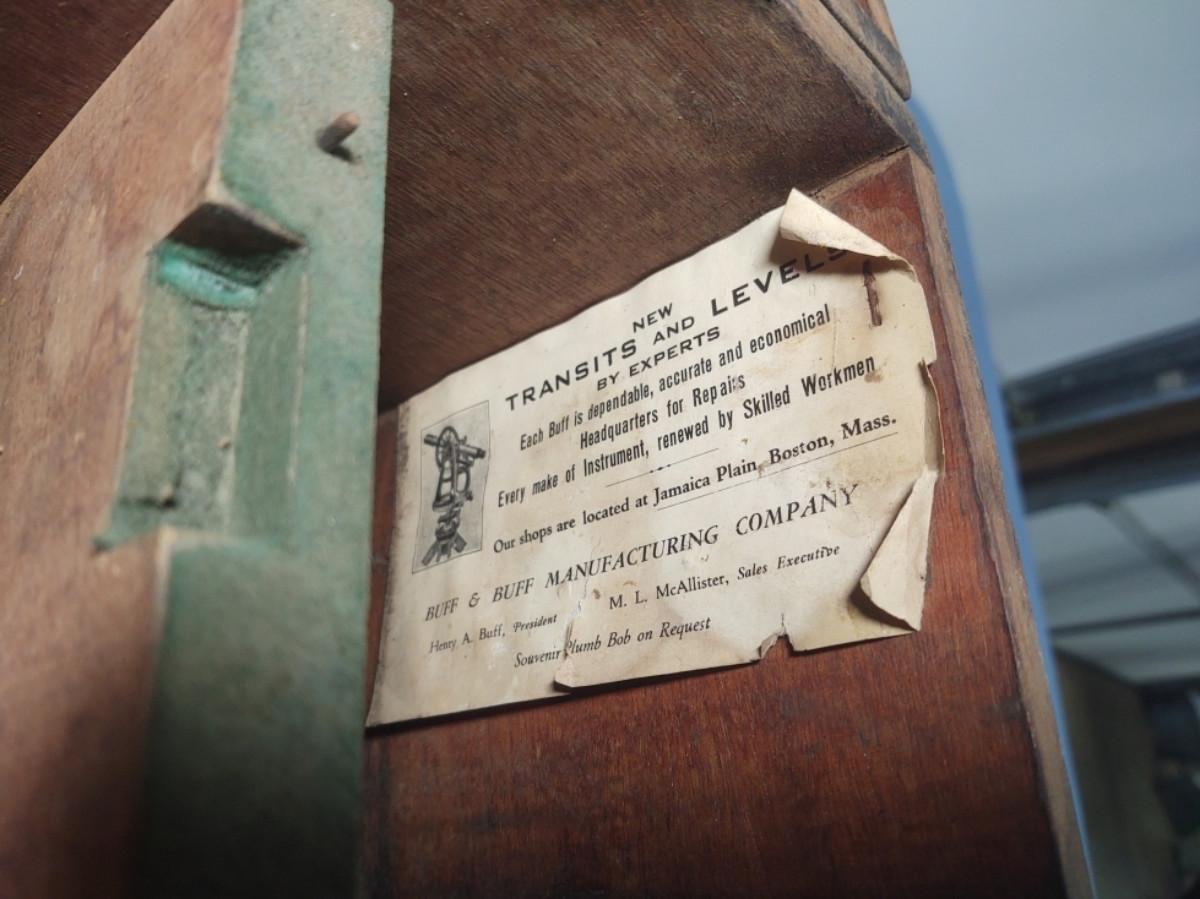 NEW
TRANSITS AND LEVELS
BY EXPERTS
Each Buff is dependable, accurate and economical
Headquarters for Repairs
Every make of Instrument, renewed by Skilled Workmen
Our shops are located at Jamaica Plain, Boston, Mass.
BUFF & BUFF MANUFACTURING COMPANY
Henry A. Buff, President M. L. McAllister, Sales Executive
Souvenir Plumb Bob on Request